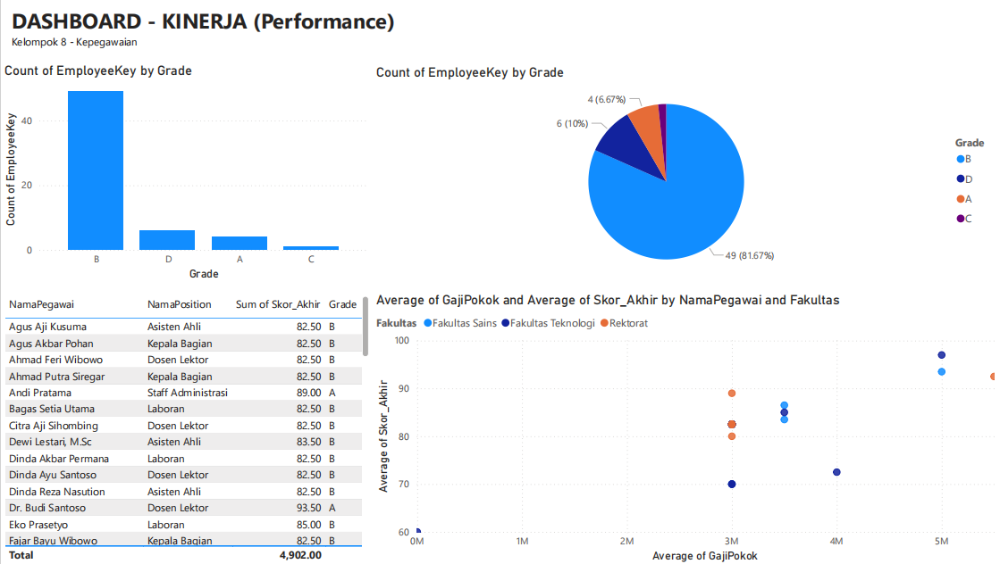 DASHBOARD - KINERJA (Performance)
Kelompok 8 - Kepegawaian
Count of EmployeeKey by Grade
Count of EmployeeKey
40
20
0
B D A C
Grade
Count of EmployeeKey by Grade
4 (6.67%)
6 (10%)
49 (81.67%)
Grade
B
D
A
C
NamaPegawai NamaPosition Sum of Skor_Akhir Grade
Agus Aji Kusuma Asisten Ahli 82.50 B
Agus Akbar Pohan Kepala Bagian 82.50 B
Ahmad Feri Wibowo Dosen Lektor 82.50 B
Ahmad Putra Siregar Kepala Bagian 82.50 B
Andi Pratama Staff Administrasi 89.00 A
Bagas Setia Utama Laboran 82.50 B
Citra Aji Sihombing Dosen Lektor 82.50 B
Dewi Lestari, M.Sc Asisten Ahli 83.50 B
Dinda Akbar Permana Laboran 82.50 B
Dinda Ayu Santoso Dosen Lektor 82.50 B
Dinda Reza Nasution Asisten Ahli 82.50 B
Dr. Budi Santoso Dosen Lektor 93.50 A
Eko Prasetyo Laboran 85.00 B
Fajar Bayu Wibowo Kepala Bagian 82.50 B
Total 4,902.00
Average of GajiPokok and Average of Skor_Akhir by NamaPegawai and Fakultas
Fakultas Fakultas Sains Fakultas Teknologi Rektorat
Average of Skor_Akhir
100
90
80
70
60
0M 1M 2M 3M 4M 5M
Average of GajiPokok